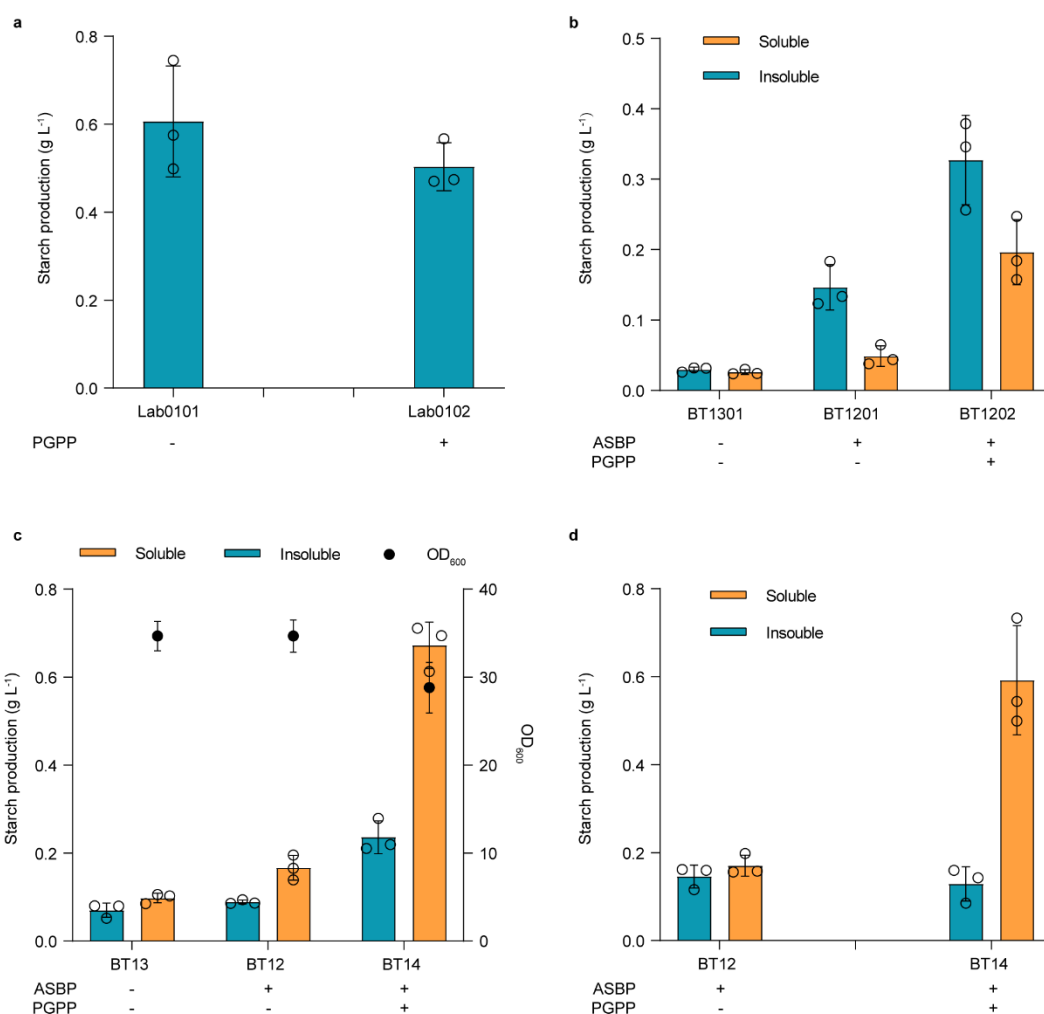 a
0.8
0.6
0.4
0.2
0.0
Starch production (g L⁻¹)
Lab0101 Lab0102
PGPP - +
b
Soluble
Insoluble
0.5
0.4
0.3
0.2
0.1
0.0
Starch production (g L⁻¹)
BT1301 BT1201 BT1202
ASBP - + +
PGPP - - +
c
Soluble Insoluble OD₆₀₀
0.8
0.6
0.4
0.2
0.0
Starch production (g L⁻¹)
40
30
20
10
0
OD₆₀₀
BT13 BT12 BT14
ASBP - + +
PGPP - - +
d
Soluble
Insouble
0.8
0.6
0.4
0.2
0.0
Starch production (g L⁻¹)
BT12 BT14
ASBP + +
PGPP - +